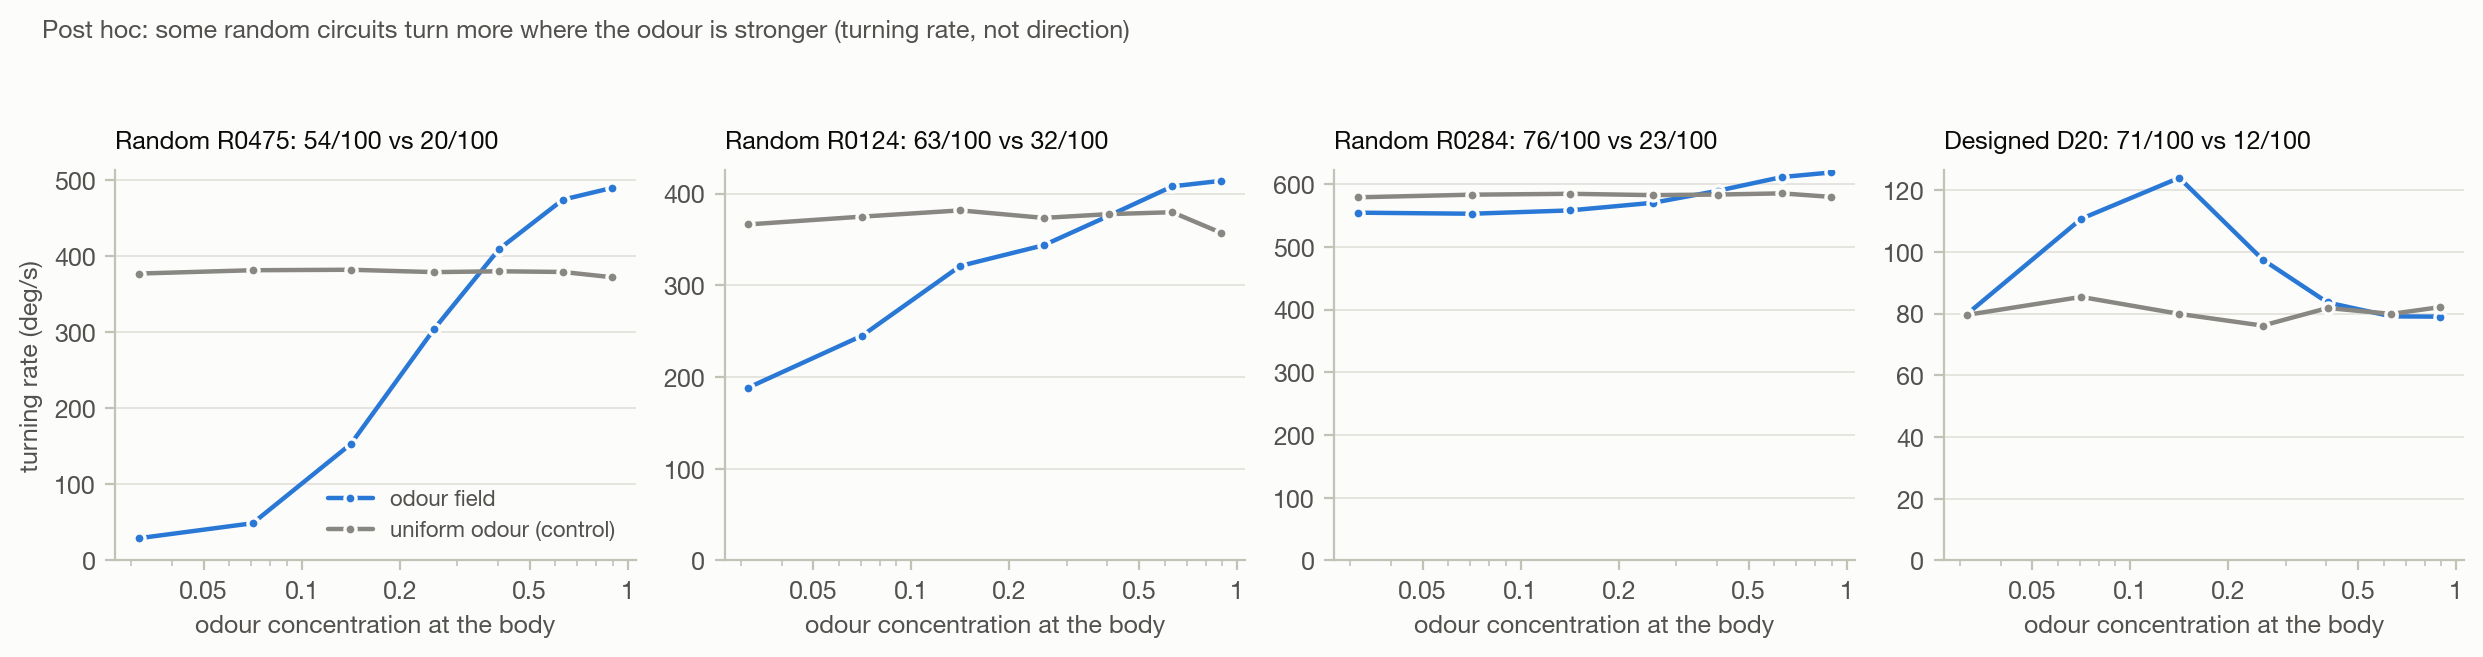 Post hoc: some random circuits turn more where the odour is stronger (turning rate, not direction)
Random R0475: 54/100 vs 20/100
turning rate (deg/s)
500
400
300
200
100
0
odour field
uniform odour (control)
0.05 0.1 0.2 0.5 1
odour concentration at the body
Random R0124: 63/100 vs 32/100
400
300
200
100
0
0.05 0.1 0.2 0.5 1
odour concentration at the body
Random R0284: 76/100 vs 23/100
600
500
400
300
200
100
0
0.05 0.1 0.2 0.5 1
odour concentration at the body
Designed D20: 71/100 vs 12/100
120
100
80
60
40
20
0
0.05 0.1 0.2 0.5 1
odour concentration at the body